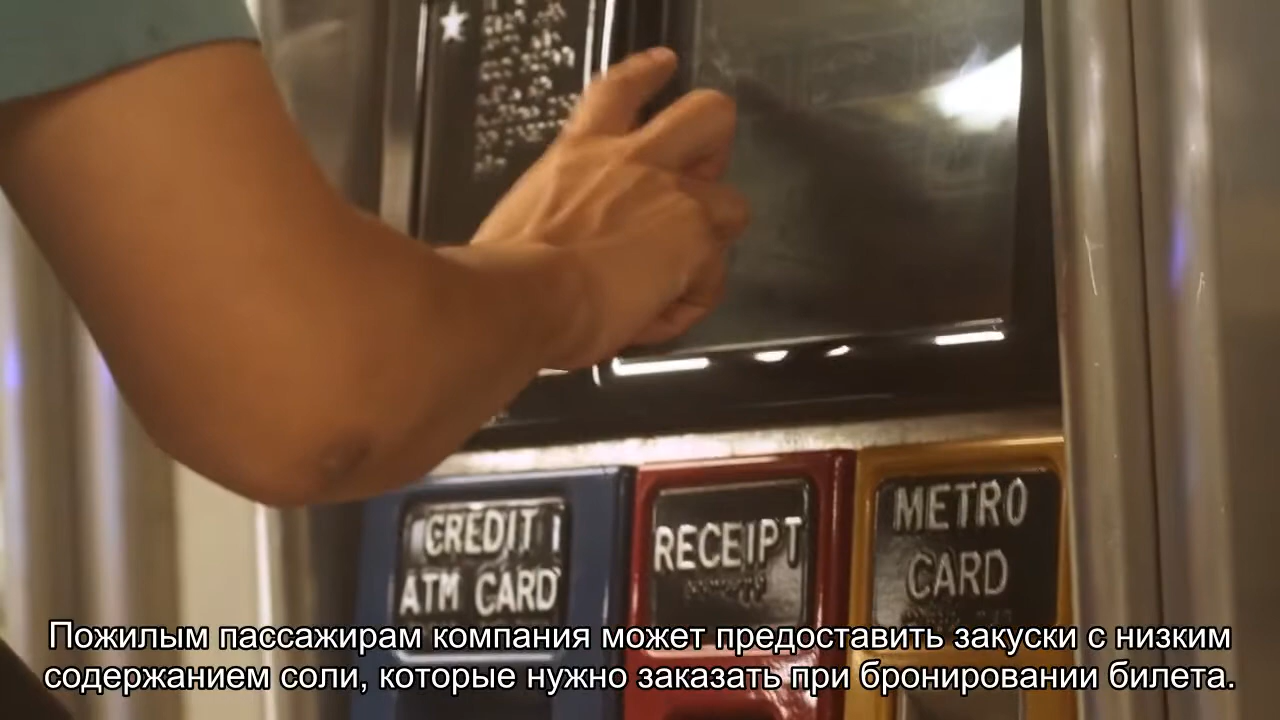 CREDIT
ATM CARD
RECEIPT
METRO
CARD
Пожилым пассажирам компания может предоставить закуски с низким
содержанием соли, которые нужно заказать при бронировании билета.